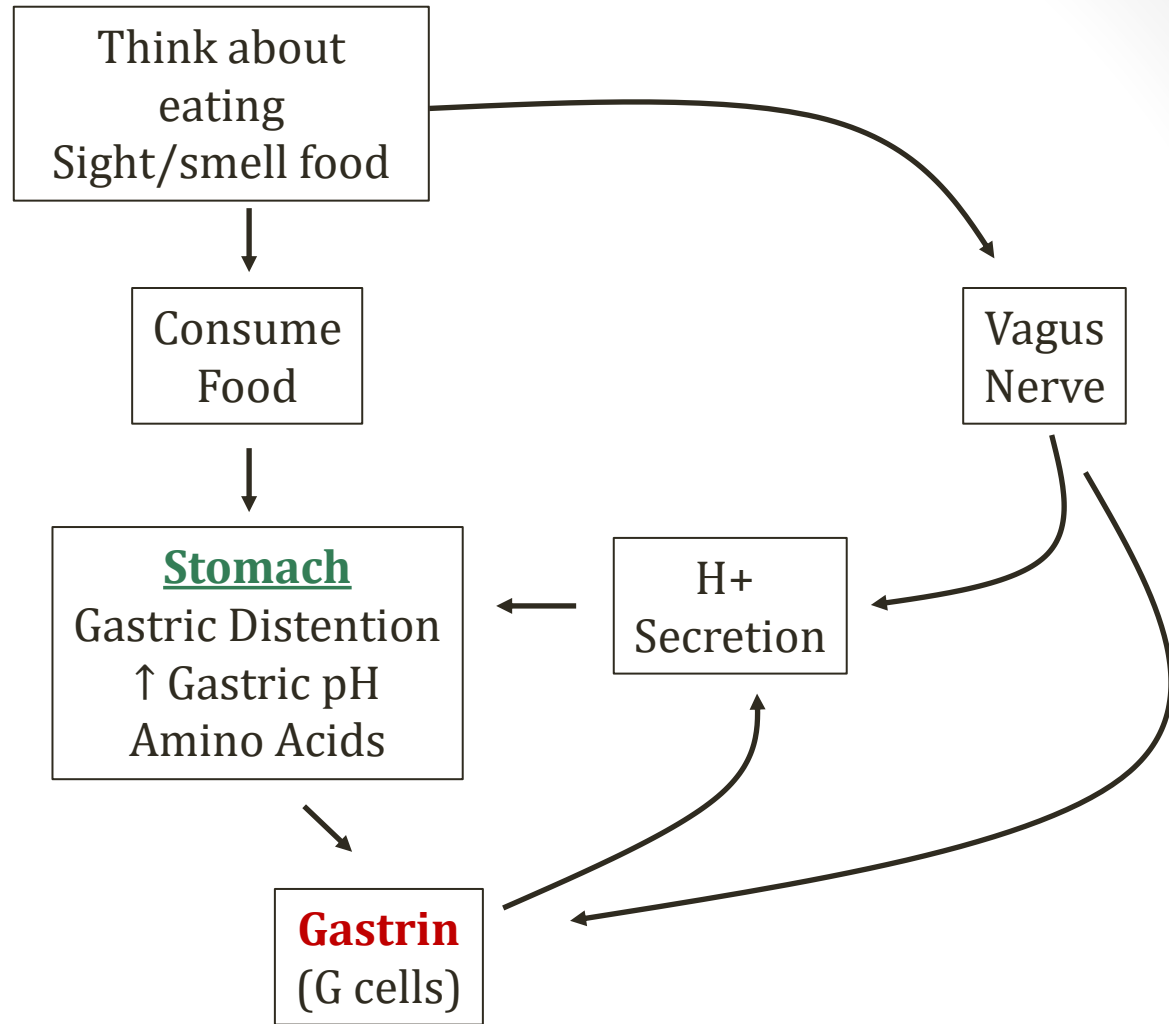 Think about
eating
Sight/smell food
Consume
Food
Vagus
Nerve
Stomach
Gastric Distention
↑ Gastric pH
Amino Acids
H+
Secretion
Gastrin
(G cells)